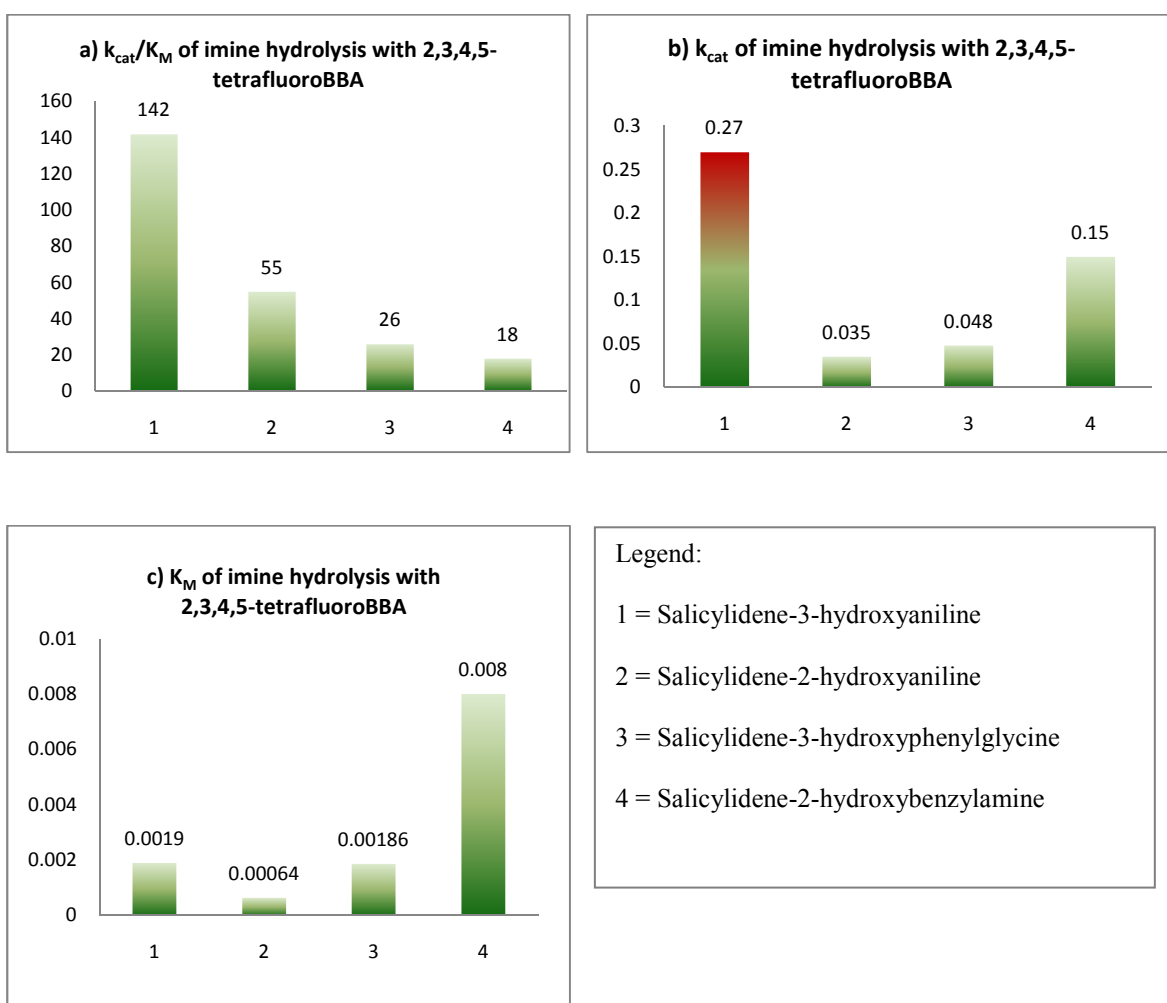 a) kcat/KM of imine hydrolysis with 2,3,4,5-
tetrafluoroBBA
160
140
120
100
80
60
40
20
0
142
55
26
18
1 2 3 4
b) kcat of imine hydrolysis with 2,3,4,5-
tetrafluoroBBA
0.3
0.25
0.2
0.15
0.1
0.05
0
0.27
0.035
0.048
0.15
1 2 3 4
c) KM of imine hydrolysis with
2,3,4,5-tetrafluoroBBA
0.01
0.008
0.006
0.004
0.002
0
0.0019
0.00064
0.00186
0.008
1 2 3 4
Legend:
1 = Salicylidene-3-hydroxyaniline
2 = Salicylidene-2-hydroxyaniline
3 = Salicylidene-3-hydroxyphenylglycine
4 = Salicylidene-2-hydroxybenzylamine